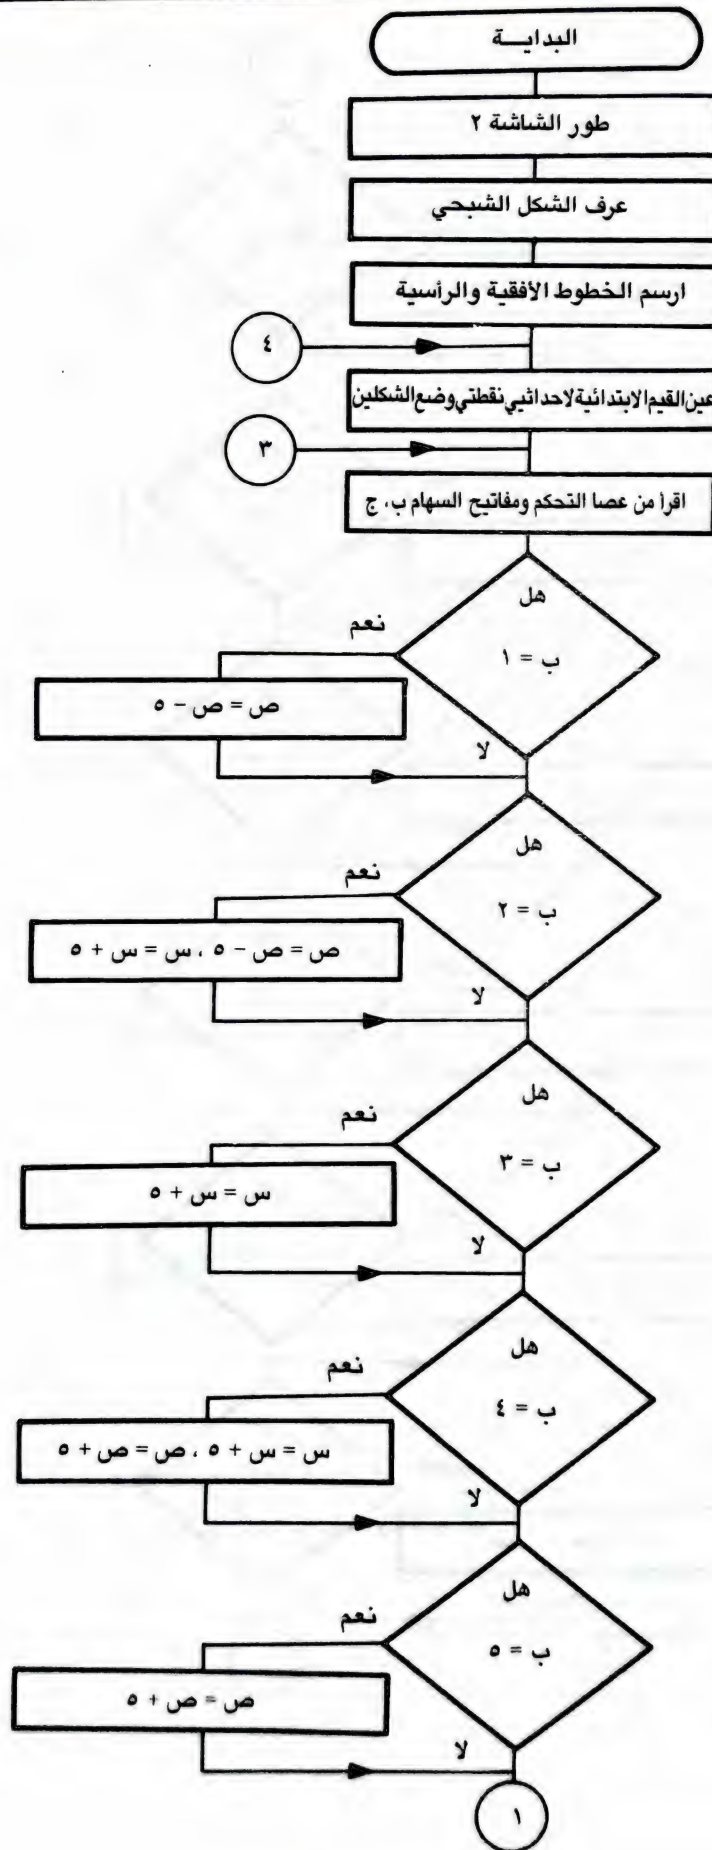 البدايـــة
طور الشاشة ٢
عرف الشكل الشبحي
ارسم الخطوط الأفقية والرأسية
٤
عين القيم الابتدائية لاحداثيي نقطتي وضع الشكلين
٣
اقرأ من عصا التحكم ومفاتيح السهام ب، ج
هل
ب = ١
نعم
ص = ص - ٥
لا
هل
ب = ٢
نعم
ص = ص - ٥ ، س = س + ٥
لا
هل
ب = ٣
نعم
س = س + ٥
لا
هل
ب = ٤
نعم
س = س + ٥ ، ص = ص + ٥
لا
هل
ب = ٥
نعم
ص = ص + ٥
لا
١